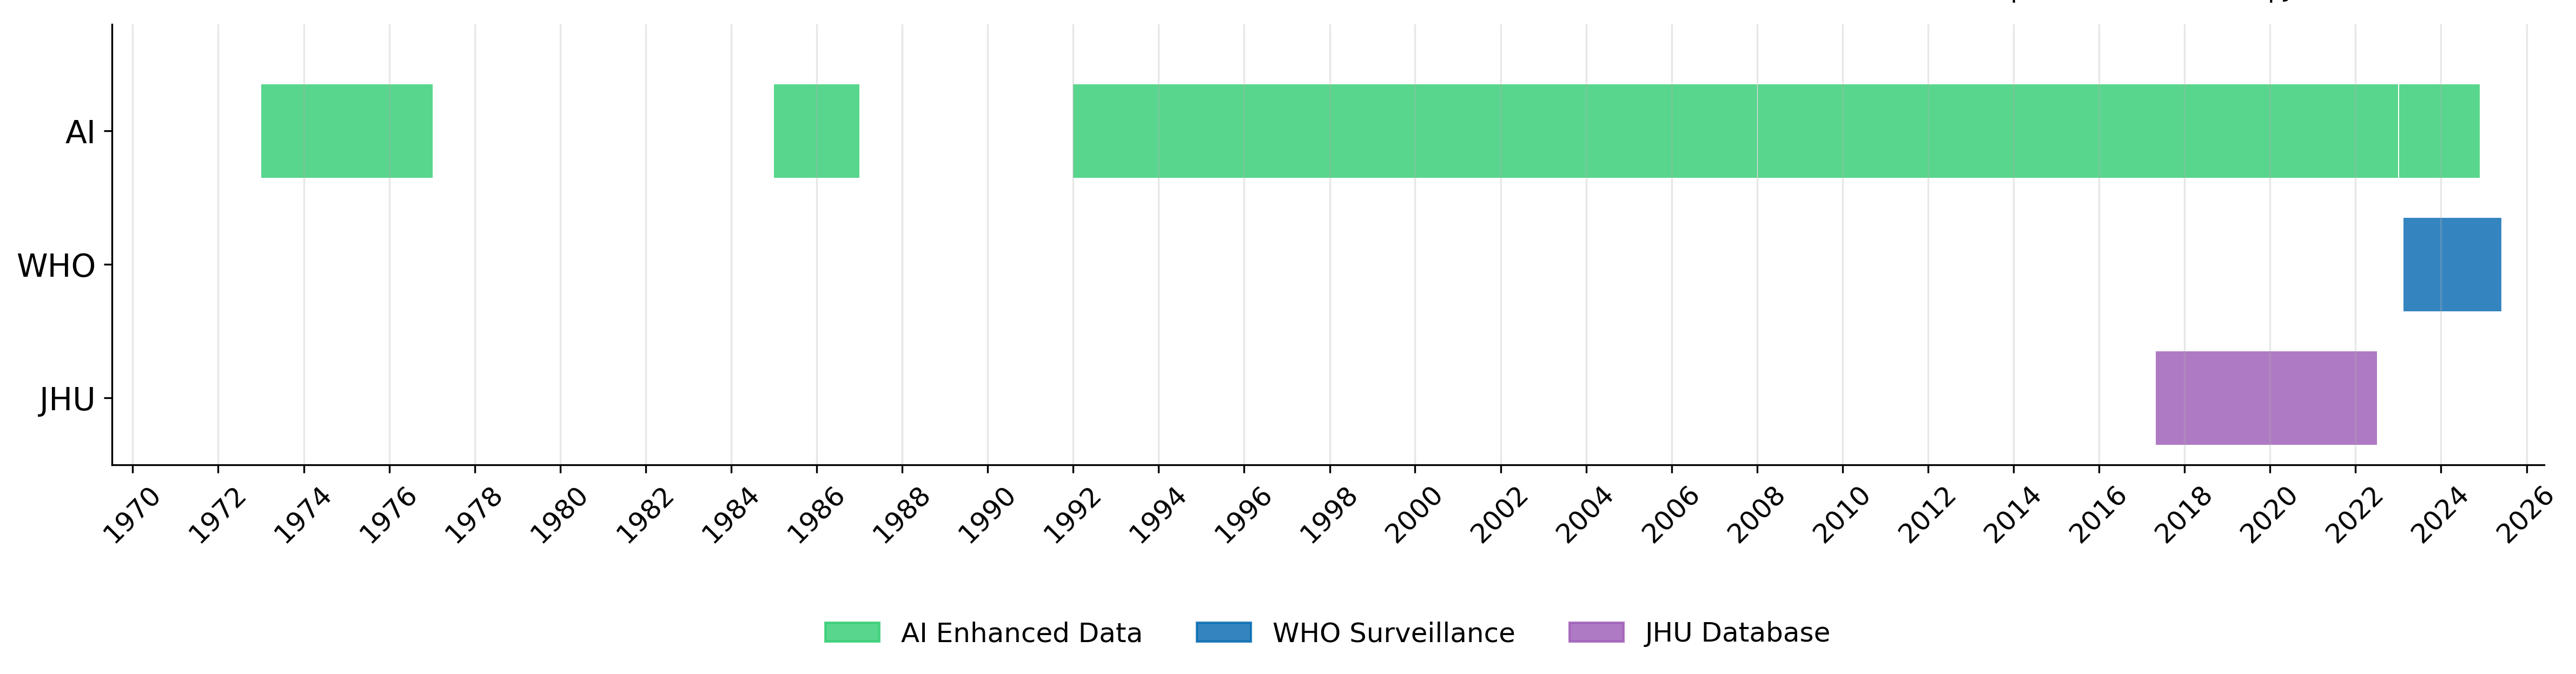 AI
WHO
JHU
1970 1972 1974 1976 1978 1980 1982 1984 1986 1988 1990 1992 1994 1996 1998 2000 2002 2004 2006 2008 2010 2012 2014 2016 2018 2020 2022 2024 2026
AI Enhanced Data WHO Surveillance JHU Database